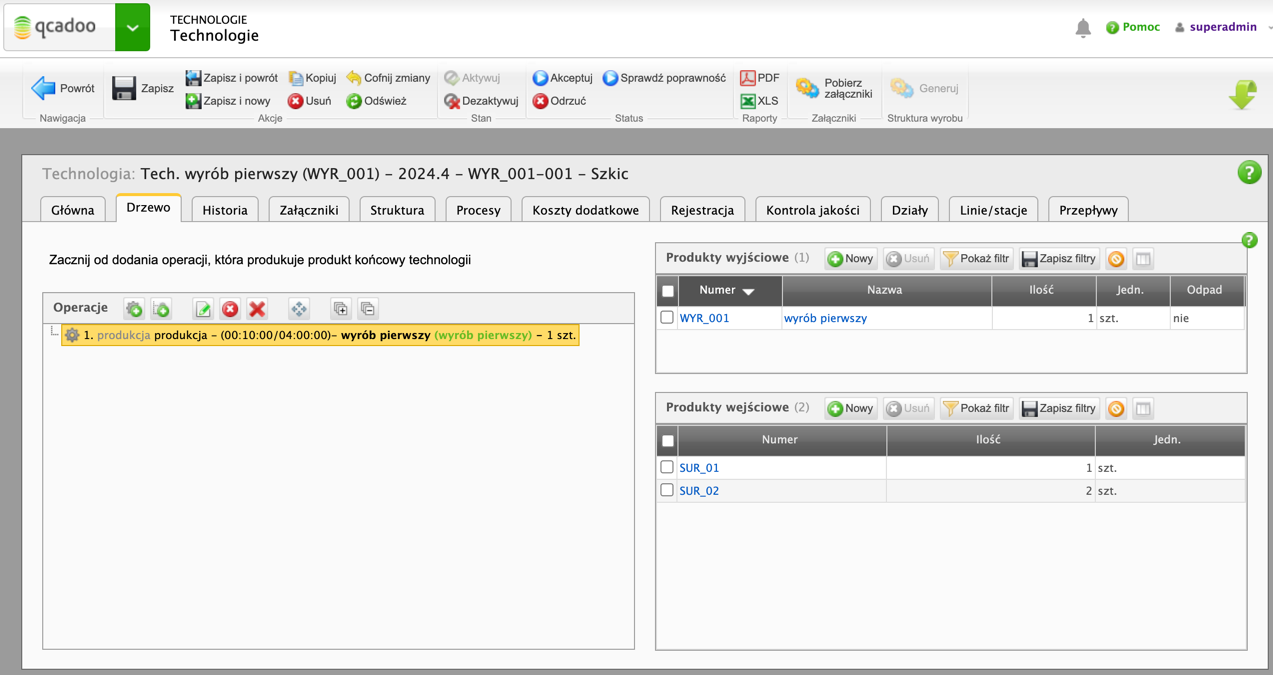 qcadoo
TECHNOLOGIE
Technologie
Pomoc
superadmin
Powrót
Nawigacja
Zapisz
Zapisz i powrót
Kopiuj
Cofnij zmiany
Zapisz i nowy
Usuń
Odśwież
Akcje
Aktywuj
Dezaktywuj
Stan
Akceptuj
Sprawdź poprawność
Odrzuć
Status
PDF
XLS
Raporty
Pobierz
załączniki
Załączniki
Generuj
Struktura wyrobu
Technologia: Tech. wyrób pierwszy (WYR_001) - 2024.4 - WYR_001-001 - Szkic
Główna Drzewo Historia Załączniki Struktura Procesy Koszty dodatkowe Rejestracja Kontrola jakości Działy Linie/stacje Przepływy
Zacznij od dodania operacji, która produkuje produkt końcowy technologii
Operacje
1. produkcja produkcja - (00:10:00/04:00:00)- wyrób pierwszy (wyrób pierwszy) - 1 szt.
Produkty wyjściowe (1) Nowy Usuń Pokaż filtr Zapisz filtry
Numer Nazwa Ilość Jedn. Odpad
WYR_001 wyrób pierwszy 1 szt. nie
Produkty wejściowe (2) Nowy Usuń Pokaż filtr Zapisz filtry
Numer Ilość Jedn.
SUR_01 1 szt.
SUR_02 2 szt.